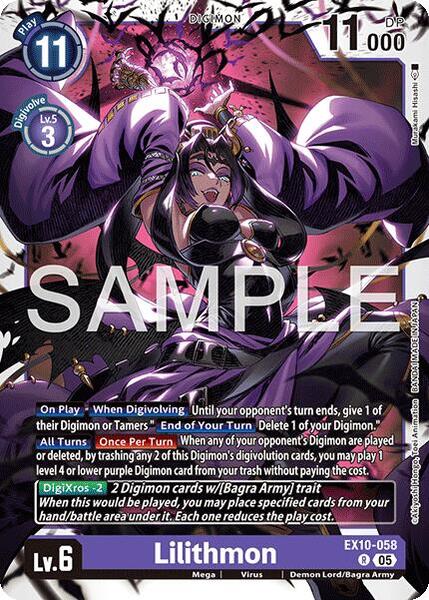 DIGIMON
Play
11
11000
DP
Digivolve
Lv.5
3
Murakami Hisashi
SAMPLE
©Akiyoshi Hongo, Toei Animation BANDAI MADE IN JAPAN
On Play When Digivolving Until your opponent's turn ends, give 1 of
their Digimon or Tamers " End of Your Turn Delete 1 of your Digimon."
All Turns Once Per Turn When any of your opponent's Digimon are played
or deleted, by trashing any 2 of this Digimon's digivolution cards, you may play 1
level 4 or lower purple Digimon card from your trash without paying the cost.
DigiXros -2 2 Digimon cards w/[Bagra Army] trait
When this would be played, you may place specified cards from your
hand/battle area under it. Each one reduces the play cost.
EX10-058
Lv.6
Lilithmon
R 05
Mega Virus Demon Lord/Bagra Army